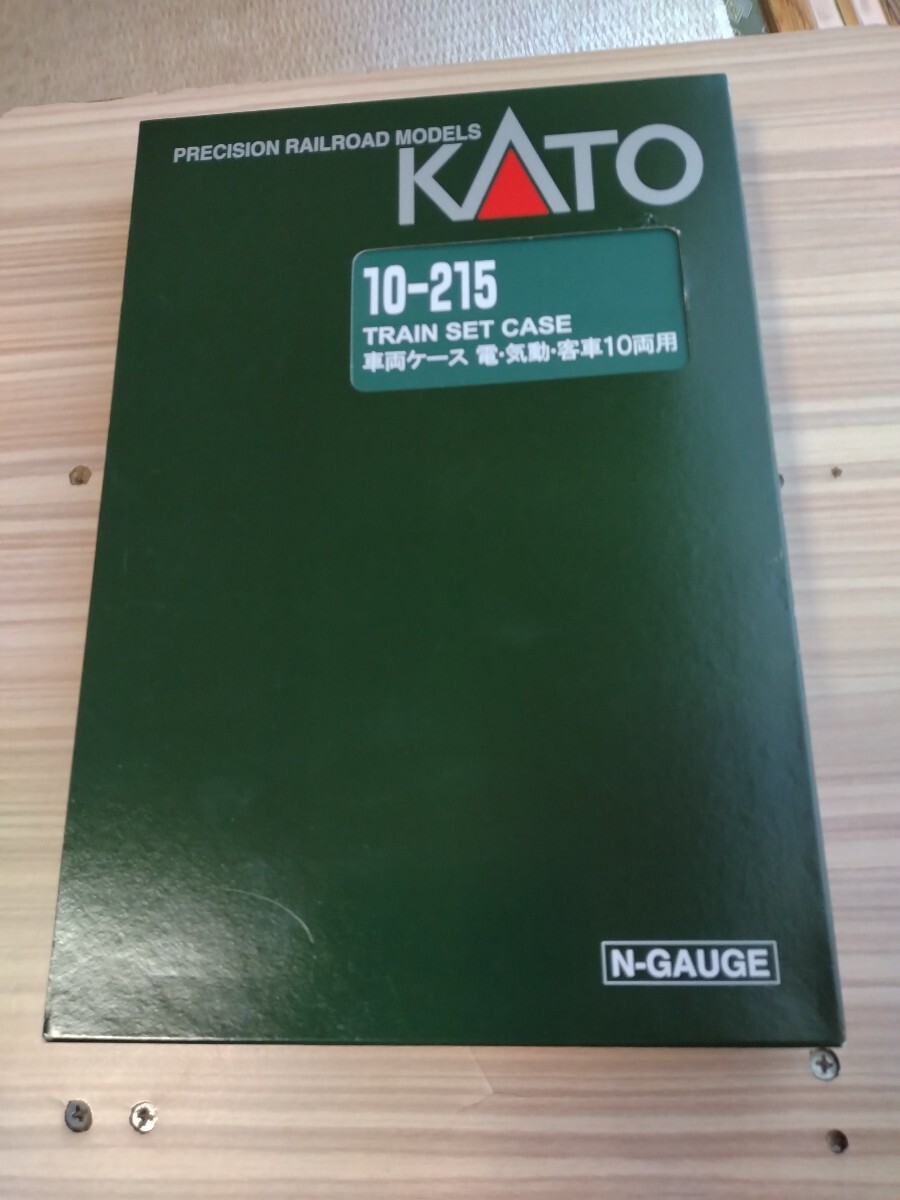 PRECISION RAILROAD MODELS
KATO
10-215
TRAIN SET CASE
車両ケース 電・気動・客車10両用
N-GAUGE